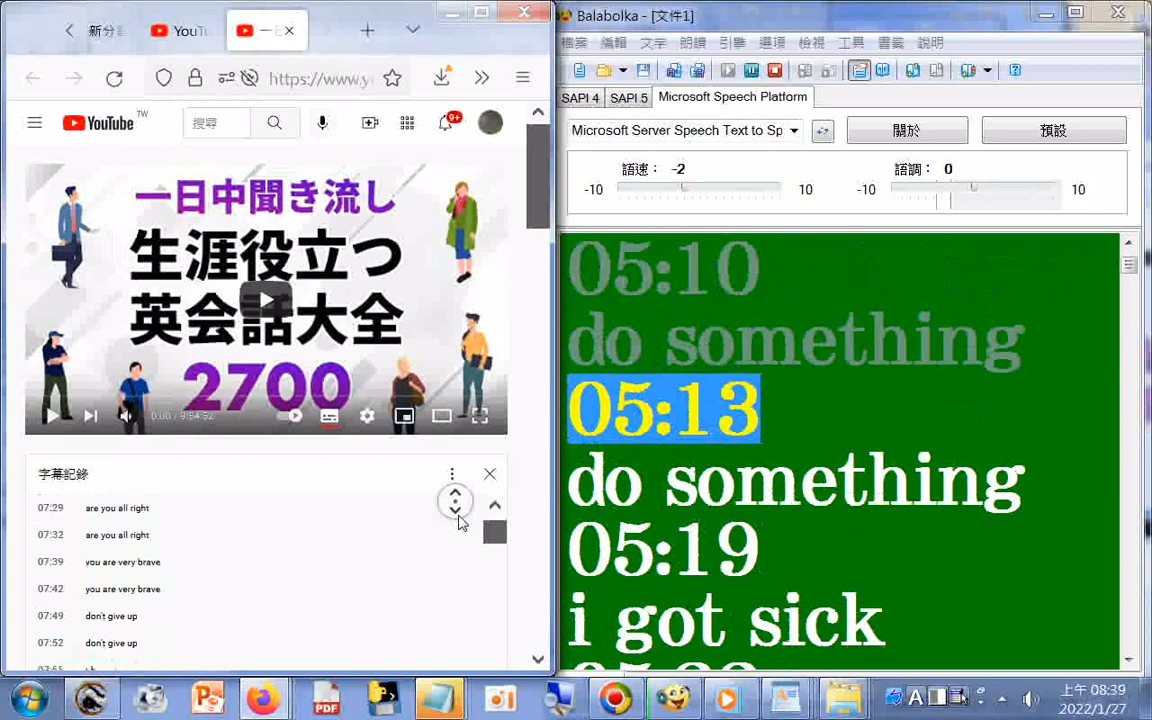 新分
YouTu
一 E
https://www.y
YouTube TW
搜尋
9+
一日中聞き流し
生涯役立つ
英会話大全
2700
0:00 / 9:54:52
字幕記錄
07:29 are you all right
07:32 are you all right
07:39 you are very brave
07:42 you are very brave
07:49 don't give up
07:52 don't give up
07:55
Balabolka - [文件1]
檔案 編輯 文字 朗讀 引擎 選項 檢視 工具 書籤 說明
SAPI 4 SAPI 5 Microsoft Speech Platform
Microsoft Server Speech Text to Sp
關於
預設
語速： -2
語調： 0
-10 10 -10 10
05:10
do something
05:13
do something
05:19
i got sick
PDF
A
上午 08:39
2022/1/27